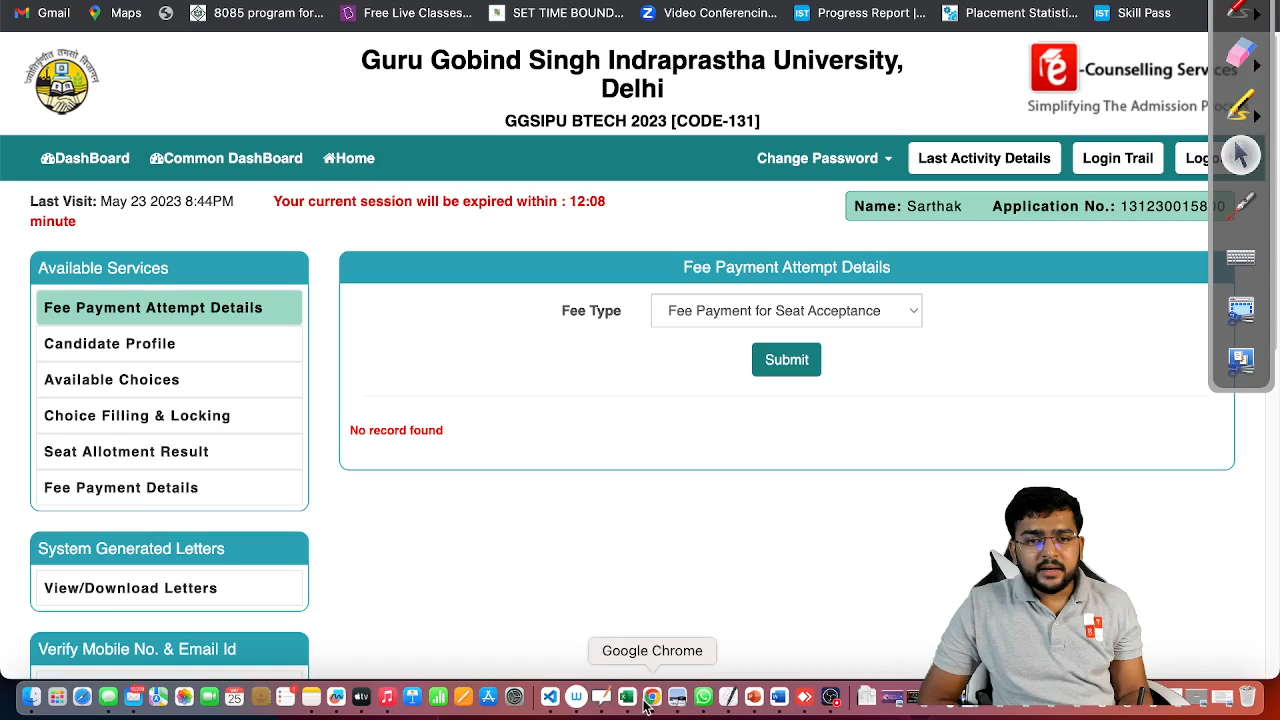 Gmail
Maps
8085 program for...
Free Live Classes...
SET TIME BOUND...
Video Conferencing...
Progress Report |...
Placement Statisti...
Skill Pass
Guru Gobind Singh Indraprastha University,
Delhi
GGSIPU BTECH 2023 [CODE-131]
e-Counselling Services
Simplifying The Admission
DashBoard
Common DashBoard
Home
Change Password
Last Activity Details
Login Trail
Last Visit: May 23 2023 8:44PM
Your current session will be expired within : 12:08
minute
Name: Sarthak Application No.: 131230015800
Available Services
Fee Payment Attempt Details
Candidate Profile
Available Choices
Choice Filling & Locking
Seat Allotment Result
Fee Payment Details
System Generated Letters
View/Download Letters
Verify Mobile No. & Email Id
Fee Payment Attempt Details
Fee Type
Fee Payment for Seat Acceptance
Submit
No record found
Google Chrome